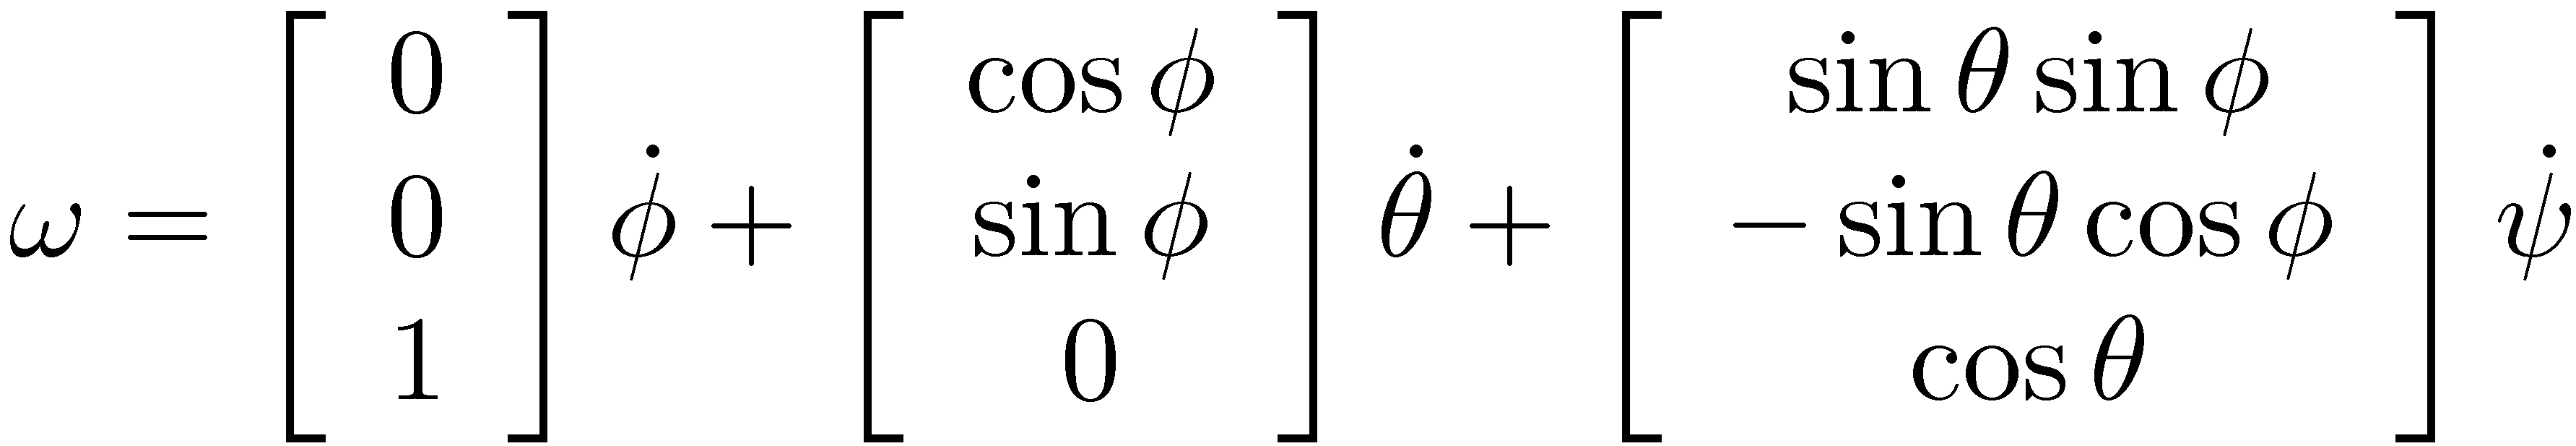 ω = [ 0 0 1 ] φ̇ + [ cos φ sin φ 0 ] θ̇ + [ sin θ sin φ − sin θ cos φ cos θ ] ψ̇